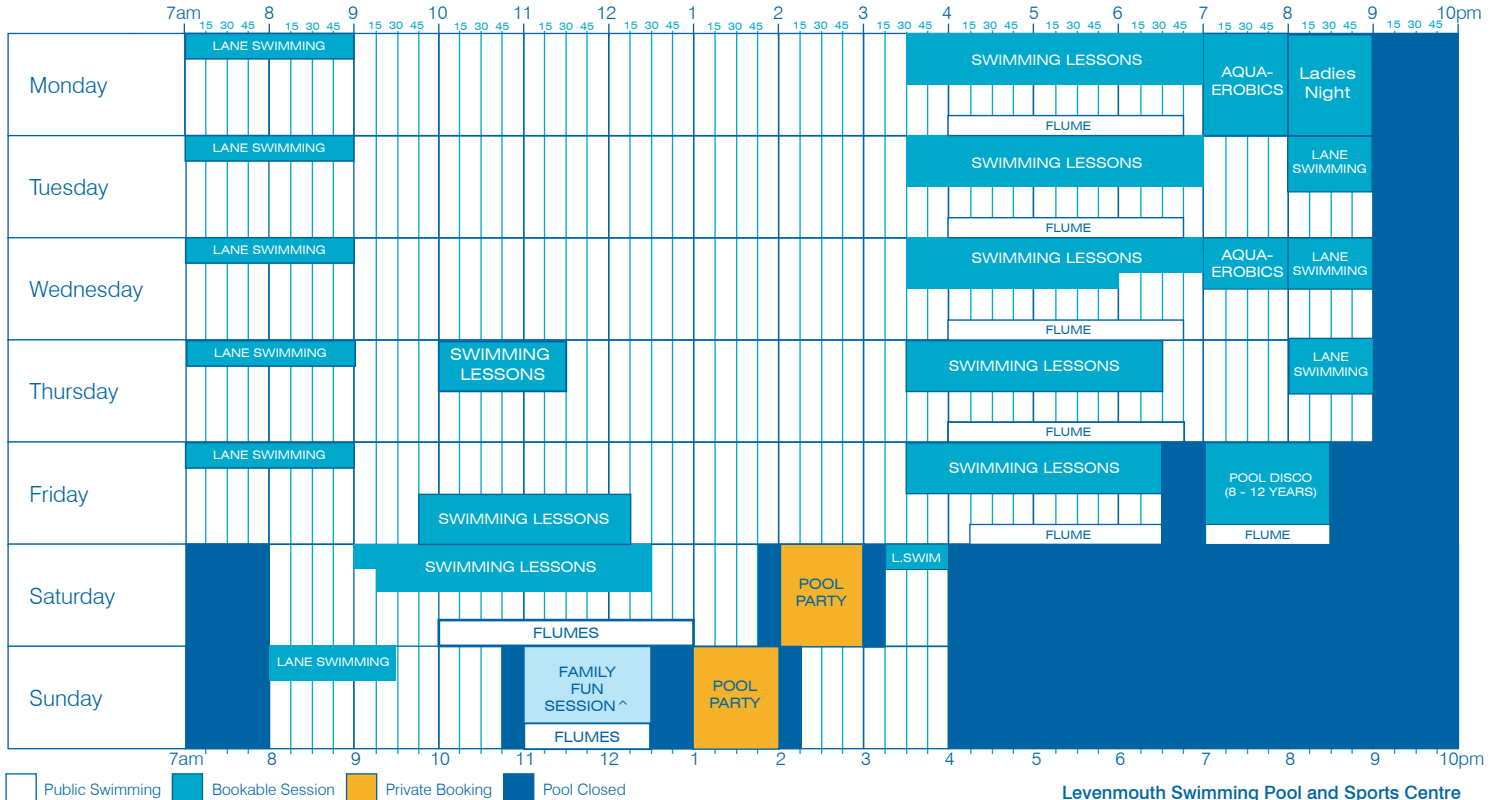 7am 8 9 10 11 12 1 2 3 4 5 6 7 8 9 10pm
15 30 45 15 30 45 15 30 45 15 30 45 15 30 45 15 30 45 15 30 45 15 30 45 15 30 45 15 30 45 15 30 45 15 30 45 15 30 45 15 30 45
Monday
LANE SWIMMING
SWIMMING LESSONS
FLUME
AQUA-
EROBICS
Ladies
Night
Tuesday
LANE SWIMMING
SWIMMING LESSONS
FLUME
LANE
SWIMMING
Wednesday
LANE SWIMMING
SWIMMING LESSONS
FLUME
AQUA-
EROBICS
LANE
SWIMMING
Thursday
LANE SWIMMING
SWIMMING
LESSONS
SWIMMING LESSONS
FLUME
LANE
SWIMMING
Friday
LANE SWIMMING
SWIMMING LESSONS
SWIMMING LESSONS
FLUME
POOL DISCO
(8 - 12 YEARS)
FLUME
Saturday
SWIMMING LESSONS
FLUMES
POOL
PARTY
L.SWIM
Sunday
LANE SWIMMING
FAMILY
FUN
SESSION ^
FLUMES
POOL
PARTY
7am 8 9 10 11 12 1 2 3 4 5 6 7 8 9 10pm
Public Swimming Bookable Session Private Booking Pool Closed
Levenmouth Swimming Pool and Sports Centre